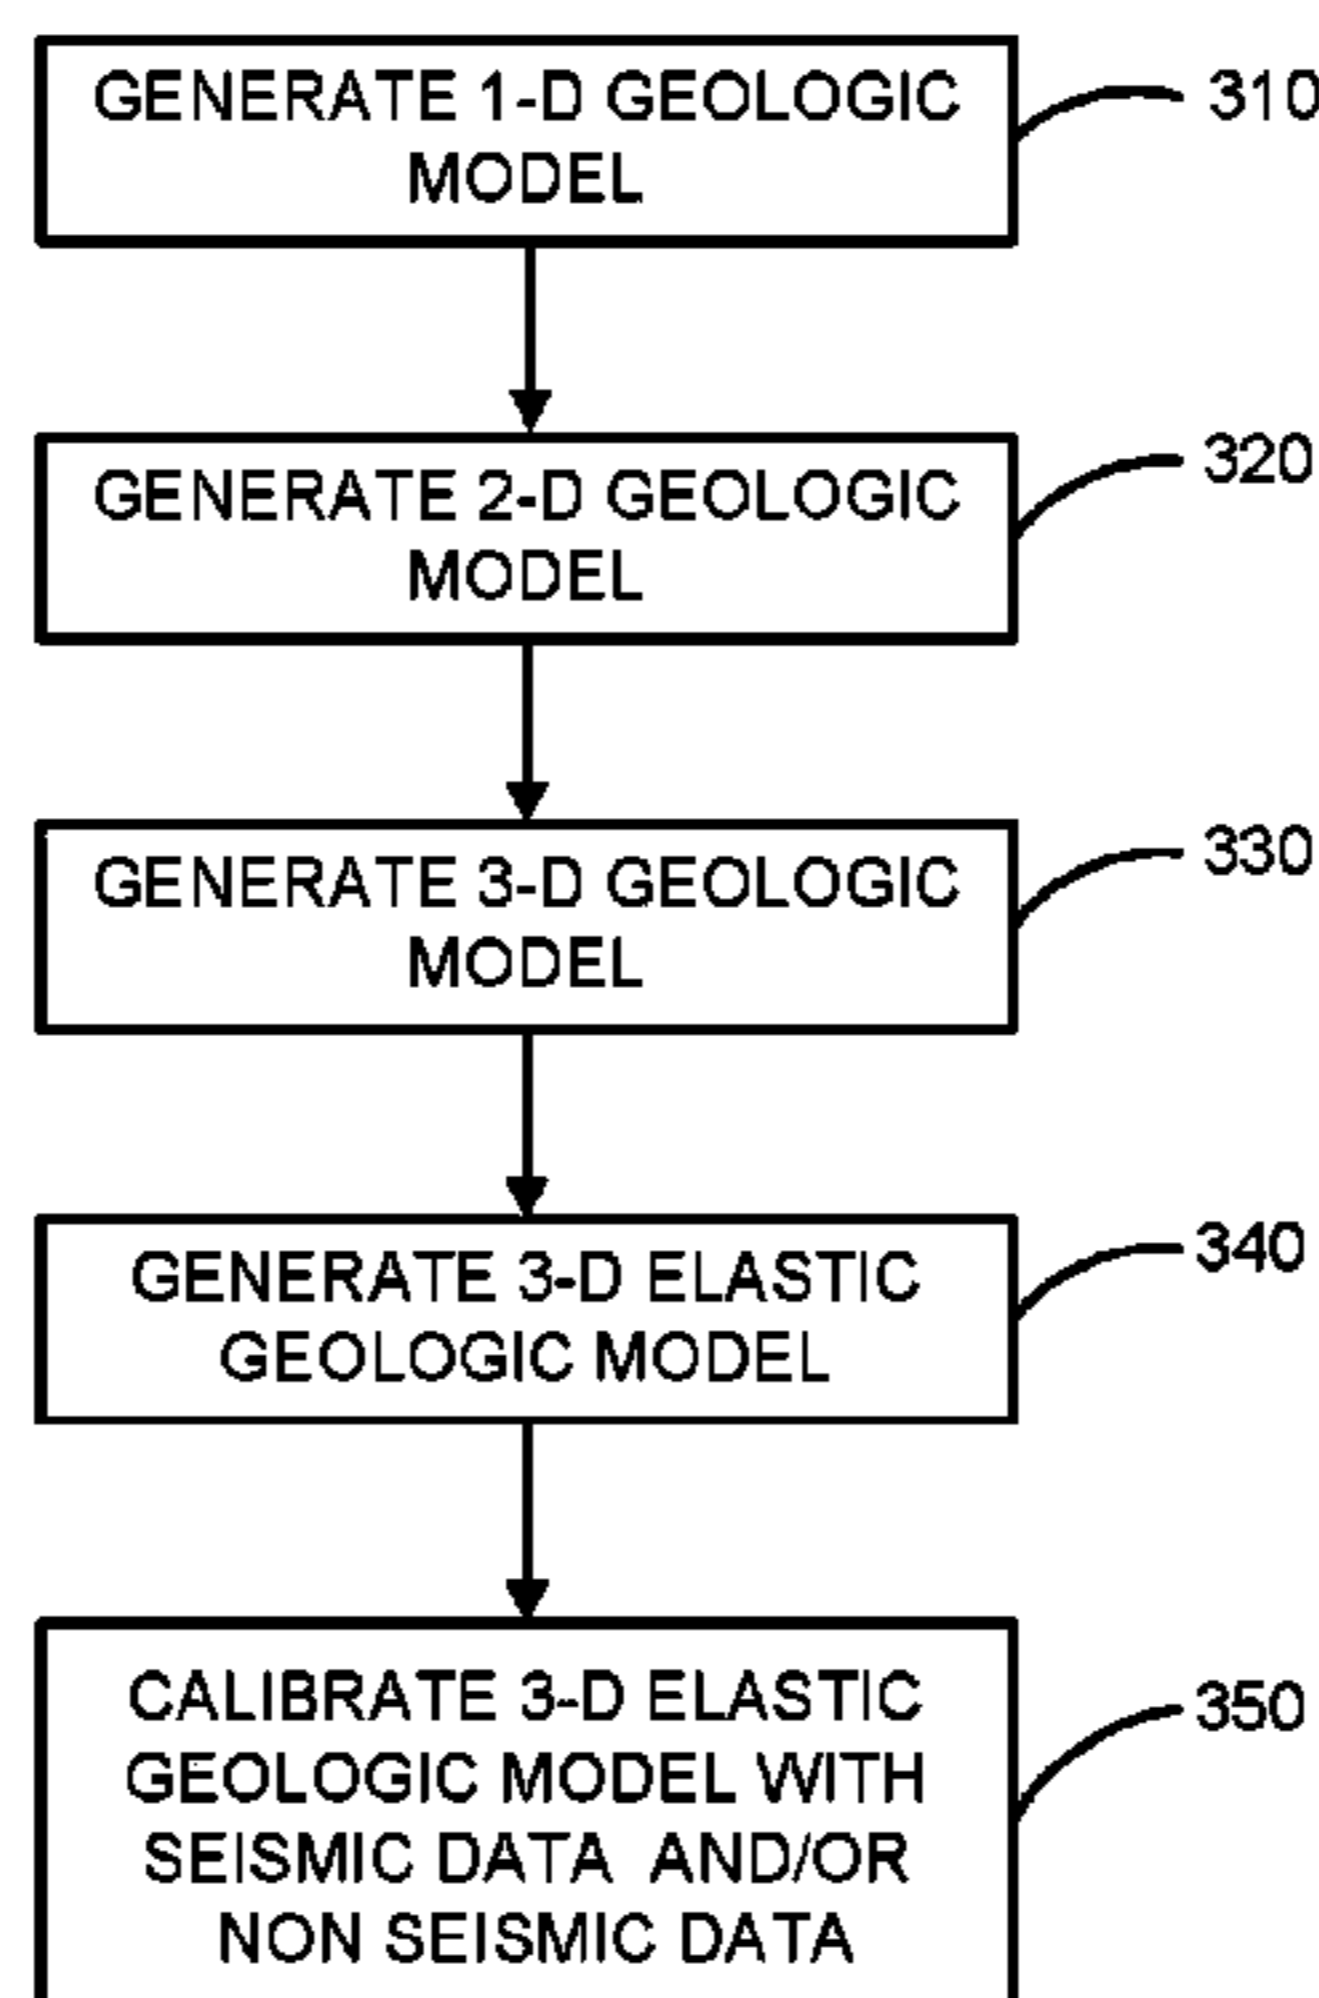 GENERATE 1-D GEOLOGIC
MODEL
310
GENERATE 2-D GEOLOGIC
MODEL
320
GENERATE 3-D GEOLOGIC
MODEL
330
GENERATE 3-D ELASTIC
GEOLOGIC MODEL
340
CALIBRATE 3-D ELASTIC
GEOLOGIC MODEL WITH
SEISMIC DATA AND/OR
NON SEISMIC DATA
350